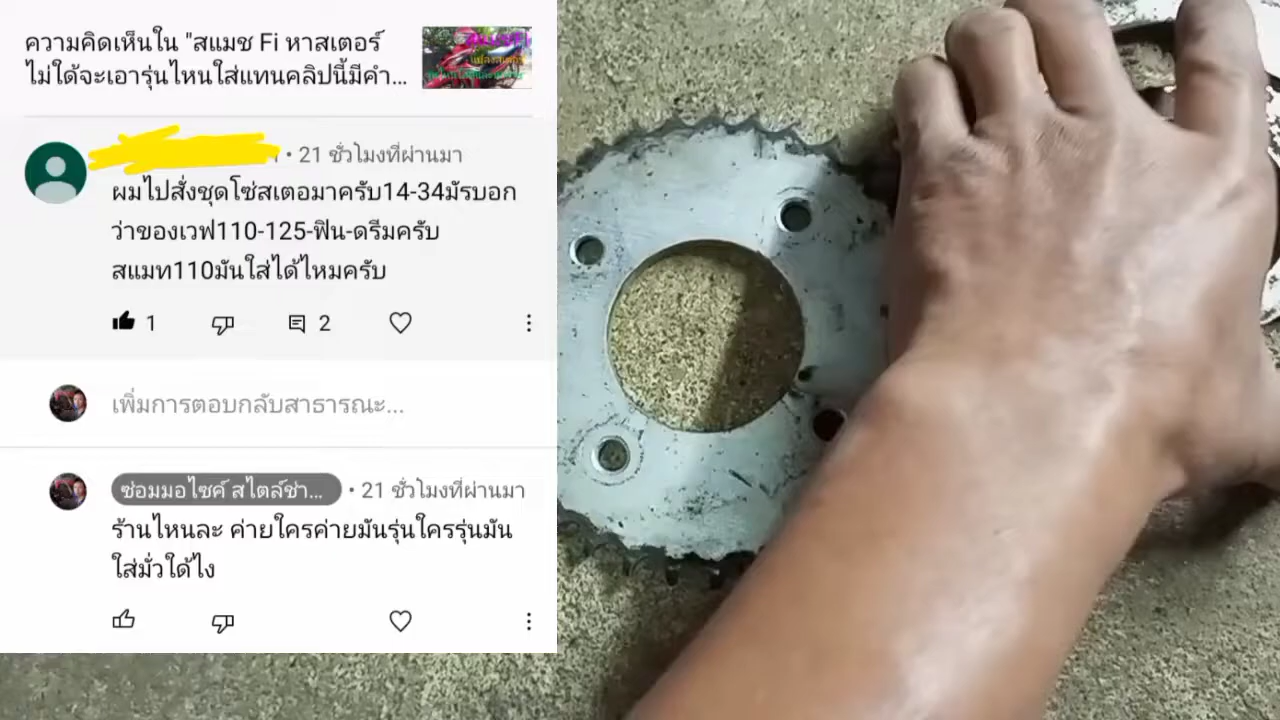 ความคิดเห็นใน "สแมช Fi หาสเตอร์
ไม่ใด้จะเอารุ่นไหนใส่แทนคลิปนี้มีคำ...
• 21 ชั่วโมงที่ผ่านมา
ผมไปสั่งชุดโซ่สเตอมาครับ14-34มัรบอก
ว่าของเวฟ110-125-ฟิน-ดรีมครับ
สแมท110มันใส่ได้ไหมครับ
1
2
เพิ่มการตอบกลับสาธารณะ...
ซ่อมมอไซค์ สไตล์ช่า... • 21 ชั่วโมงที่ผ่านมา
ร้านไหนละ ค่ายใครค่ายมันรุ่นใครรุ่นมัน
ใส่มั่วใด้ไง